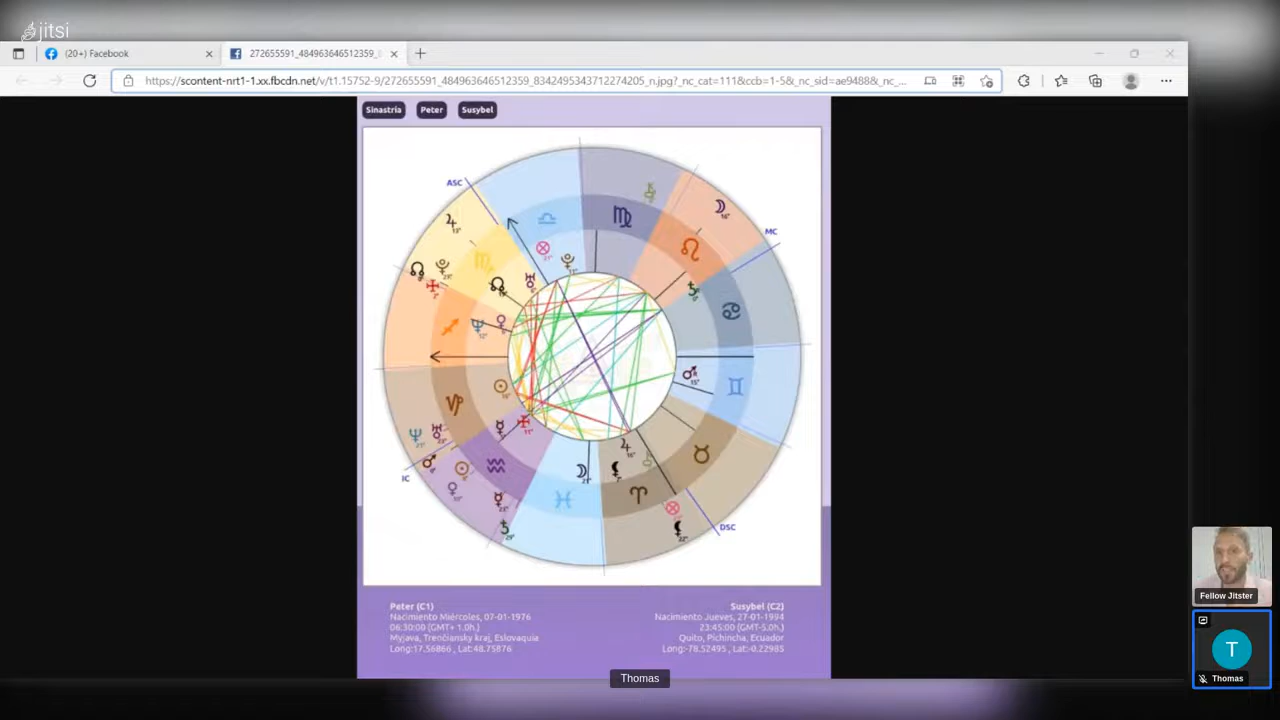 jitsi
(20+) Facebook
272655591_484963646512359_8
https://scontent-nrt1-1.xx.fbcdn.net/v/t1.15752-9/272655591_484963646512359_8342495343712274205_n.jpg?_nc_cat=111&ccb=1-5&_nc_sid=ae9488&_nc_...
Sinastria Peter Susybel
ASC
MC
IC
DSC
Peter (C1)
Nacimiento Miércoles, 07-01-1976
06:30:00 (GMT+ 1.0h.)
Myjava, Trenčiansky kraj, Eslovaquia
Long:17.56866 , Lat:48.75876
Susybel (C2)
Nacimiento Jueves, 27-01-1994
23:45:00 (GMT-5.0h.)
Quito, Pichincha, Ecuador
Long:-78.52495 , Lat:-0.22985
Fellow Jitster
T
Thomas
Thomas